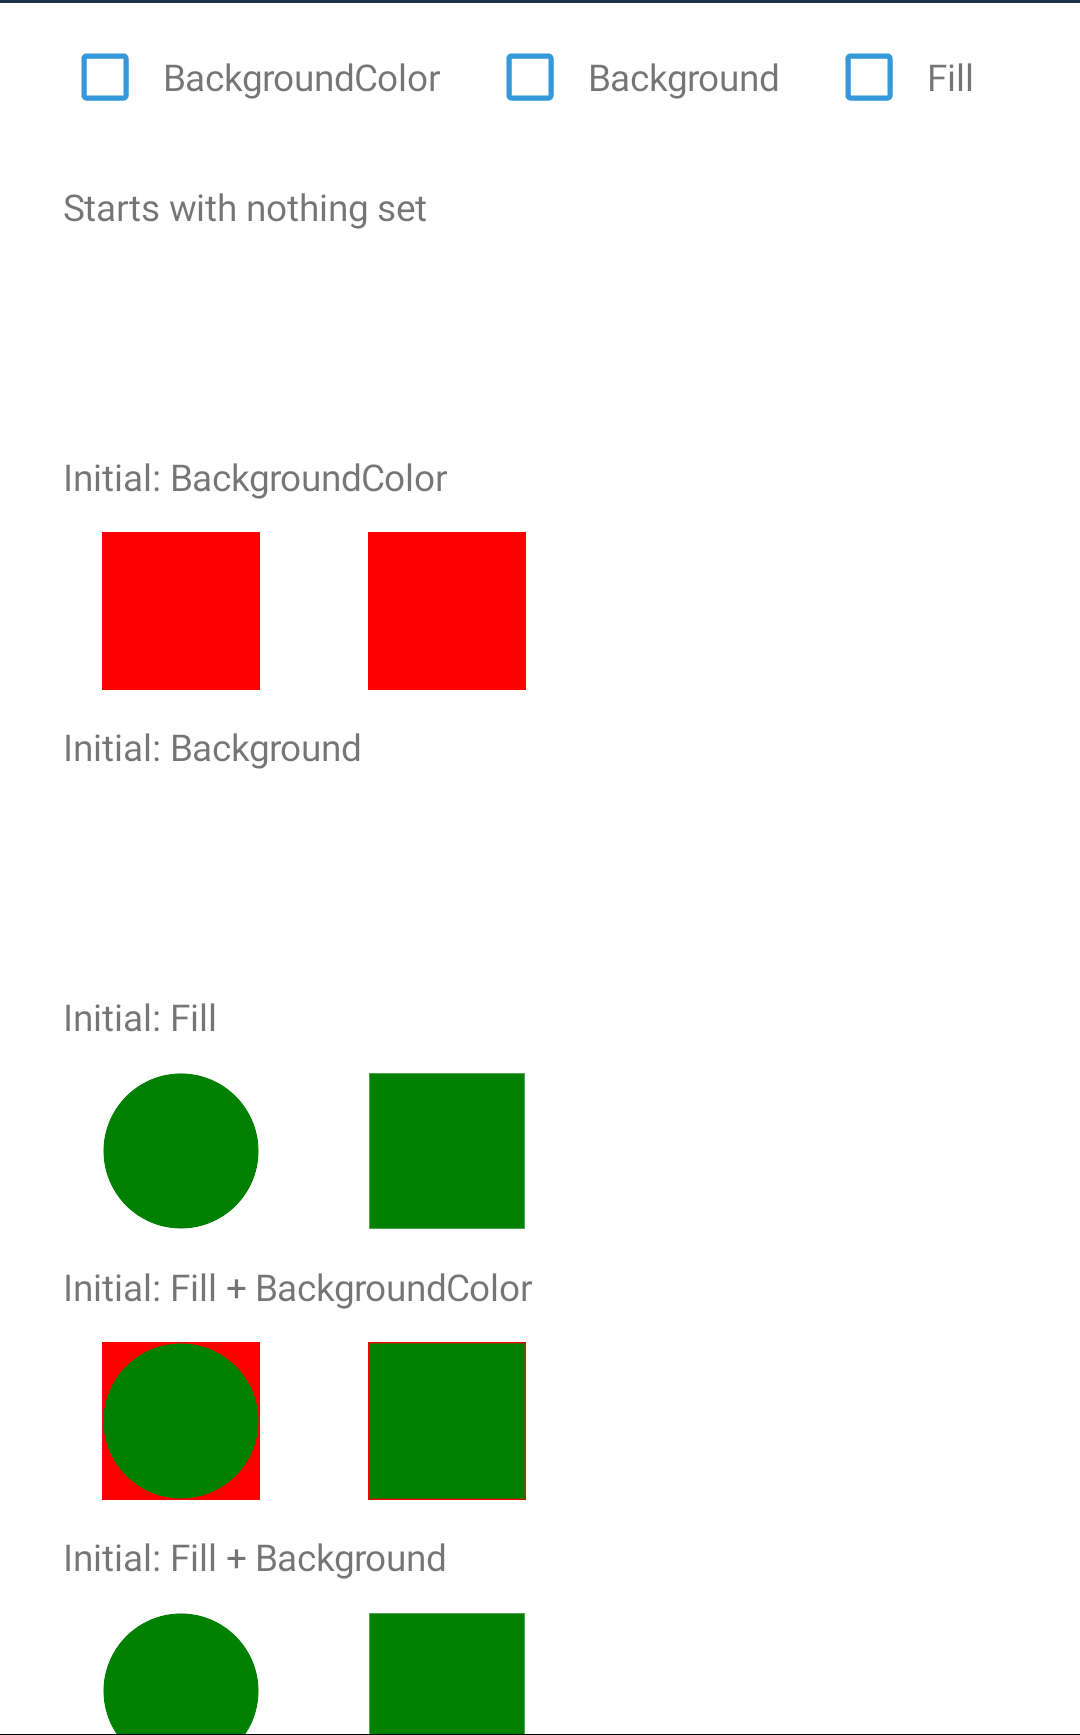 BackgroundColor Background Fill
Starts with nothing set
Initial: BackgroundColor
Initial: Background
Initial: Fill
Initial: Fill + BackgroundColor
Initial: Fill + Background